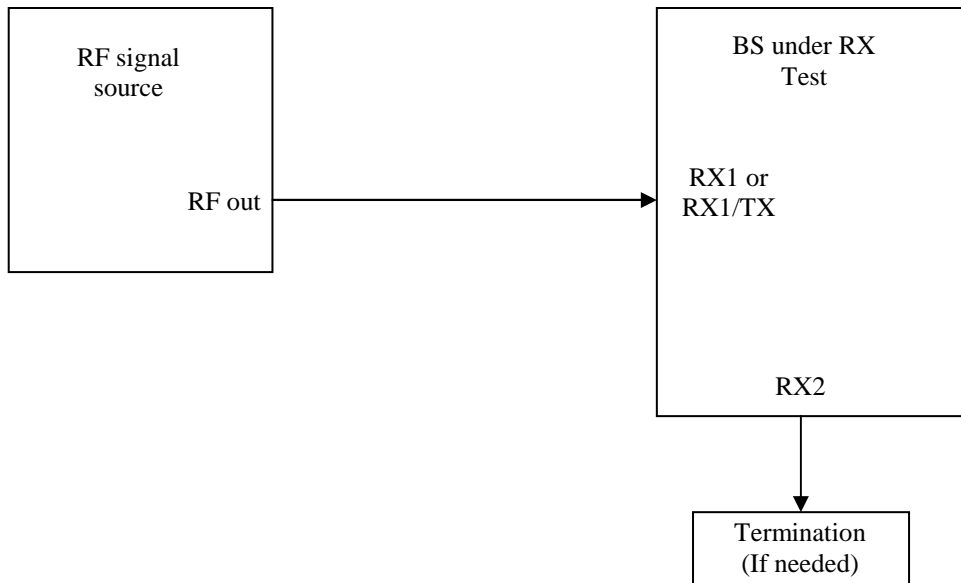 RF signal
source
RF out
BS under RX
Test
RX1 or
RX1/TX
RX2
Termination
(If needed)